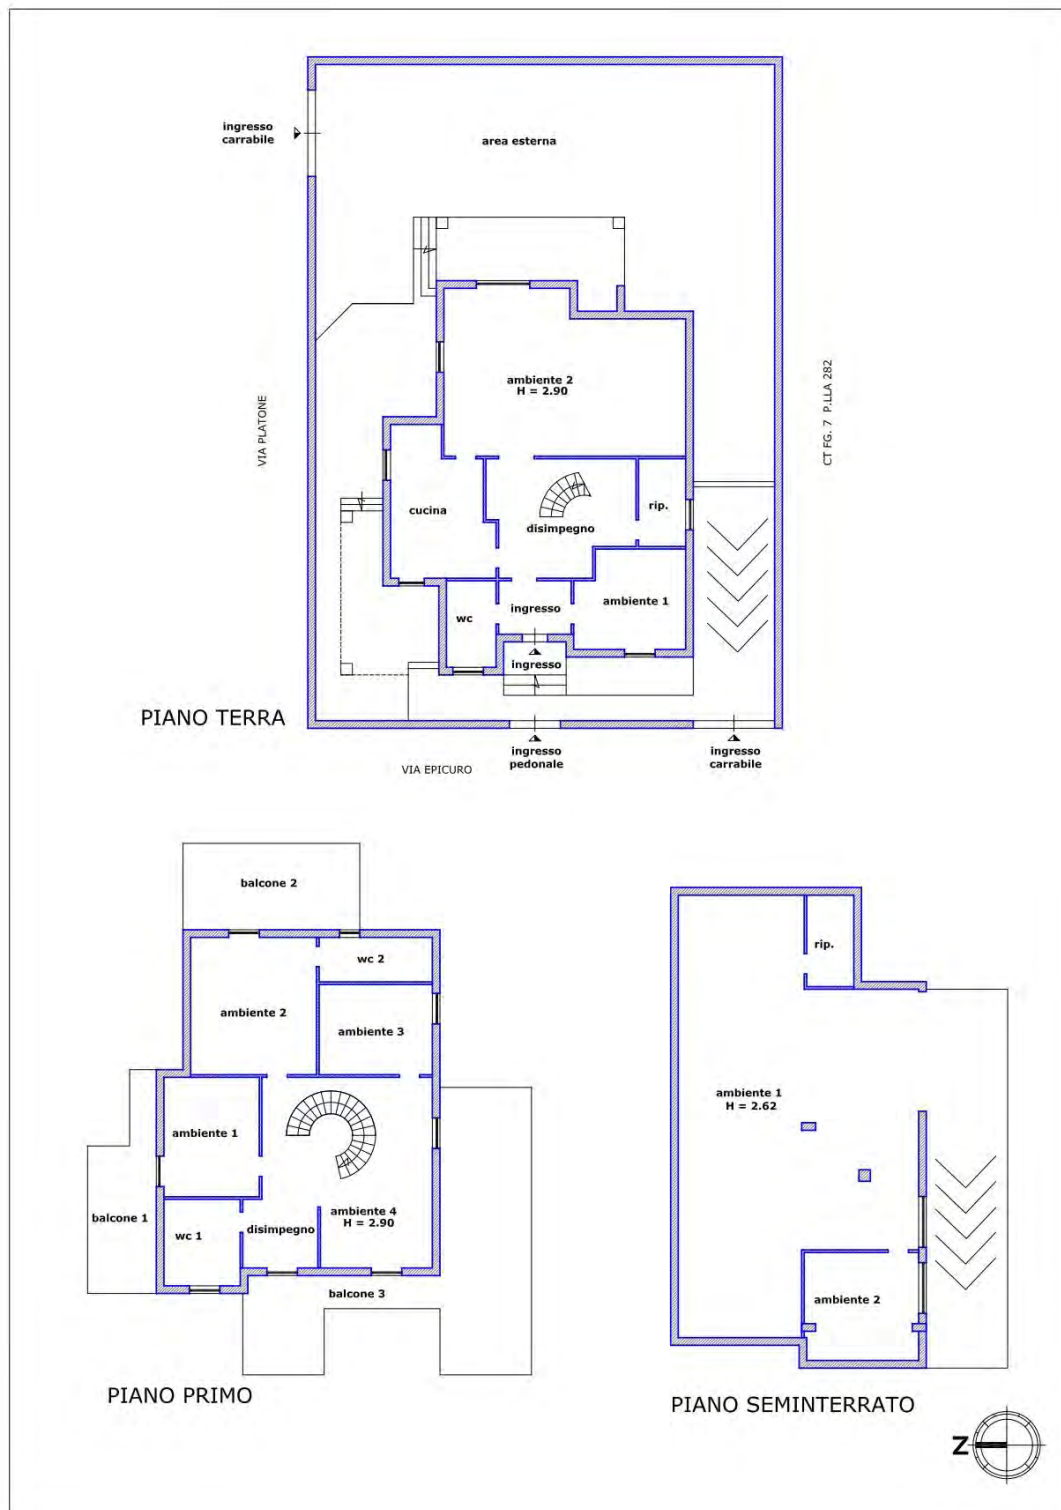 ingresso
carrabile
area esterna
ambiente 2
H = 2.90
VIA PLATONE
CT FG. 7 P.LLA 282
cucina
disimpegno
rip.
ambiente 1
ingresso
wc
ingresso
PIANO TERRA
ingresso
pedonale
ingresso
carrabile
VIA EPICURO
balcone 2
wc 2
ambiente 2
ambiente 3
ambiente 1
balcone 1
wc 1
disimpegno
ambiente 4
H = 2.90
balcone 3
PIANO PRIMO
rip.
ambiente 1
H = 2.62
ambiente 2
PIANO SEMINTERRATO
N